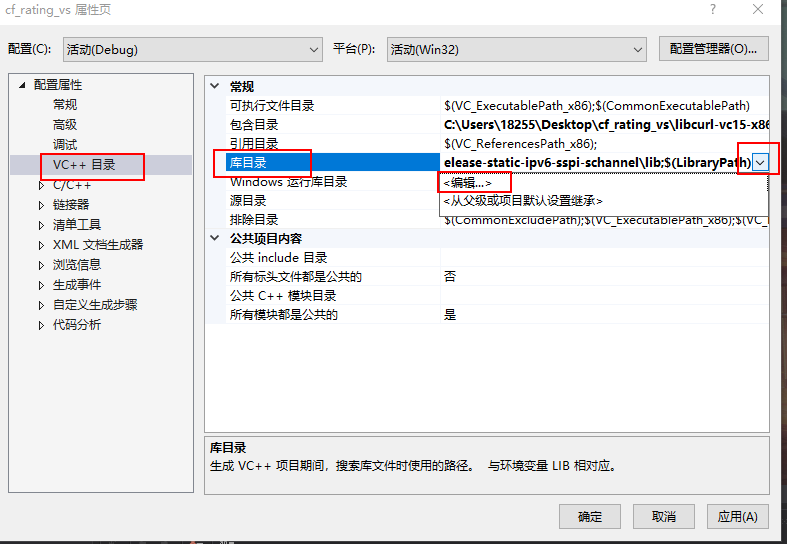 cf_rating_vs 属性页
?
配置(C): 活动(Debug) 平台(P): 活动(Win32) 配置管理器(O)...
配置属性
常规
高级
调试
VC++ 目录
C/C++
链接器
清单工具
XML 文档生成器
浏览信息
生成事件
自定义生成步骤
代码分析
常规
可执行文件目录 $(VC_ExecutablePath_x86);$(CommonExecutablePath)
包含目录 C:\Users\18255\Desktop\cf_rating_vs\libcurl-vc15-x86
引用目录 $(VC_ReferencesPath_x86);
库目录 elease-static-ipv6-sspi-schannel\lib;$(LibraryPath)
Windows 运行库目录 <编辑...>
源目录 <从父级或项目默认设置继承>
排除目录 $(CommonExcludePath);$(VC_ExecutablePath_x86);$(VC_
公共项目内容
公共 include 目录
所有标头文件都是公共的 否
公共 C++ 模块目录
所有模块都是公共的 是
库目录
生成 VC++ 项目期间，搜索库文件时使用的路径。 与环境变量 LIB 相对应。
确定 取消 应用(A)